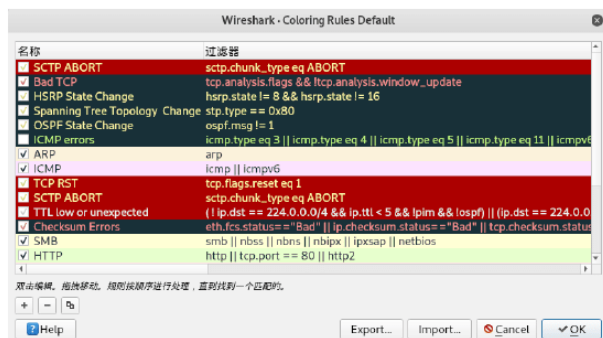 Wireshark · Coloring Rules Default
名称 过滤器
SCTP ABORT sctp.chunk_type eq ABORT
Bad TCP tcp.analysis.flags && !tcp.analysis.window_update
HSRP State Change hsrp.state != 8 && hsrp.state != 16
Spanning Tree Topology Change stp.type == 0x80
OSPF State Change ospf.msg != 1
ICMP errors icmp.type eq 3 || icmp.type eq 4 || icmp.type eq 5 || icmp.type eq 11 || icmpv6
ARP arp
ICMP icmp || icmpv6
TCP RST tcp.flags.reset eq 1
SCTP ABORT sctp.chunk_type eq ABORT
TTL low or unexpected ( ! ip.dst == 224.0.0.0/4 && ip.ttl < 5 && !pim && !ospf) || (ip.dst == 224.0.0
Checksum Errors eth.fcs.status=="Bad" || ip.checksum.status=="Bad" || tcp.checksum.status
SMB smb || nbss || nbns || nbipx || ipxsap || netbios
HTTP http || tcp.port == 80 || http2
双击编辑。拖拽移动。规则按顺序进行处理，直到找到一个匹配的。
Help Export... Import... Cancel OK